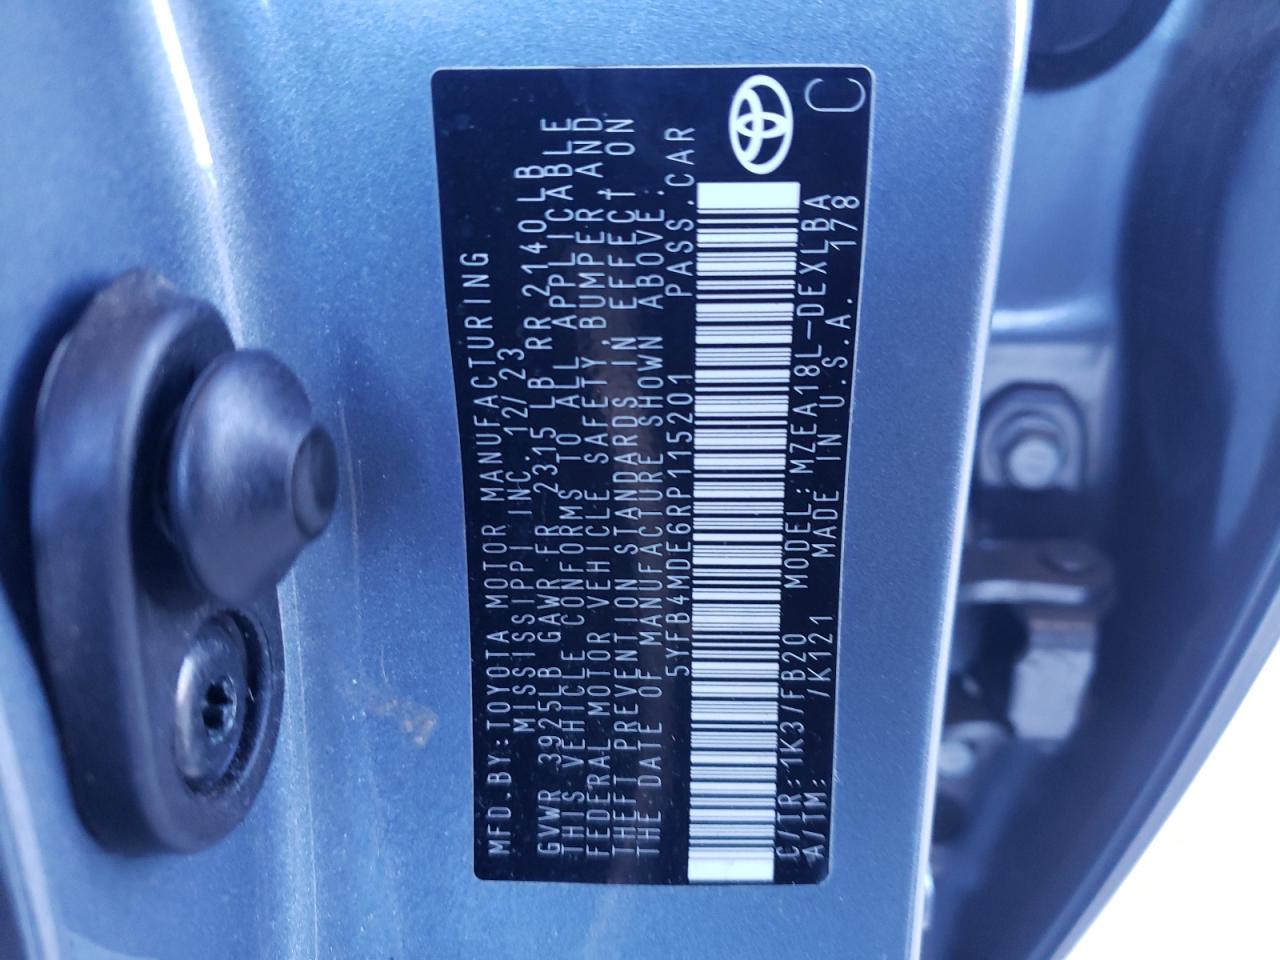 MFD.BY:TOYOTA MOTOR MANUFACTURING
MISSISSIPPI INC. 12/23
GVWR 3925LB GAWR FR 2315 LB RR 2140LB
THIS VEHICLE CONFORMS TO ALL APPLICABLE
FEDERAL MOTOR VEHICLE SAFETY, BUMPER, AND
THEFT PREVENTION STANDARDS IN EFFECT ON
THE DATE OF MANUFACTURE SHOWN ABOVE.
5YFB4MDE6RP115201 PASS.CAR
C/TR:1K3/FB20 MODEL:MZEA18L-DEXLBA
A/TM: /K121 MADE IN U.S.A. 178
C